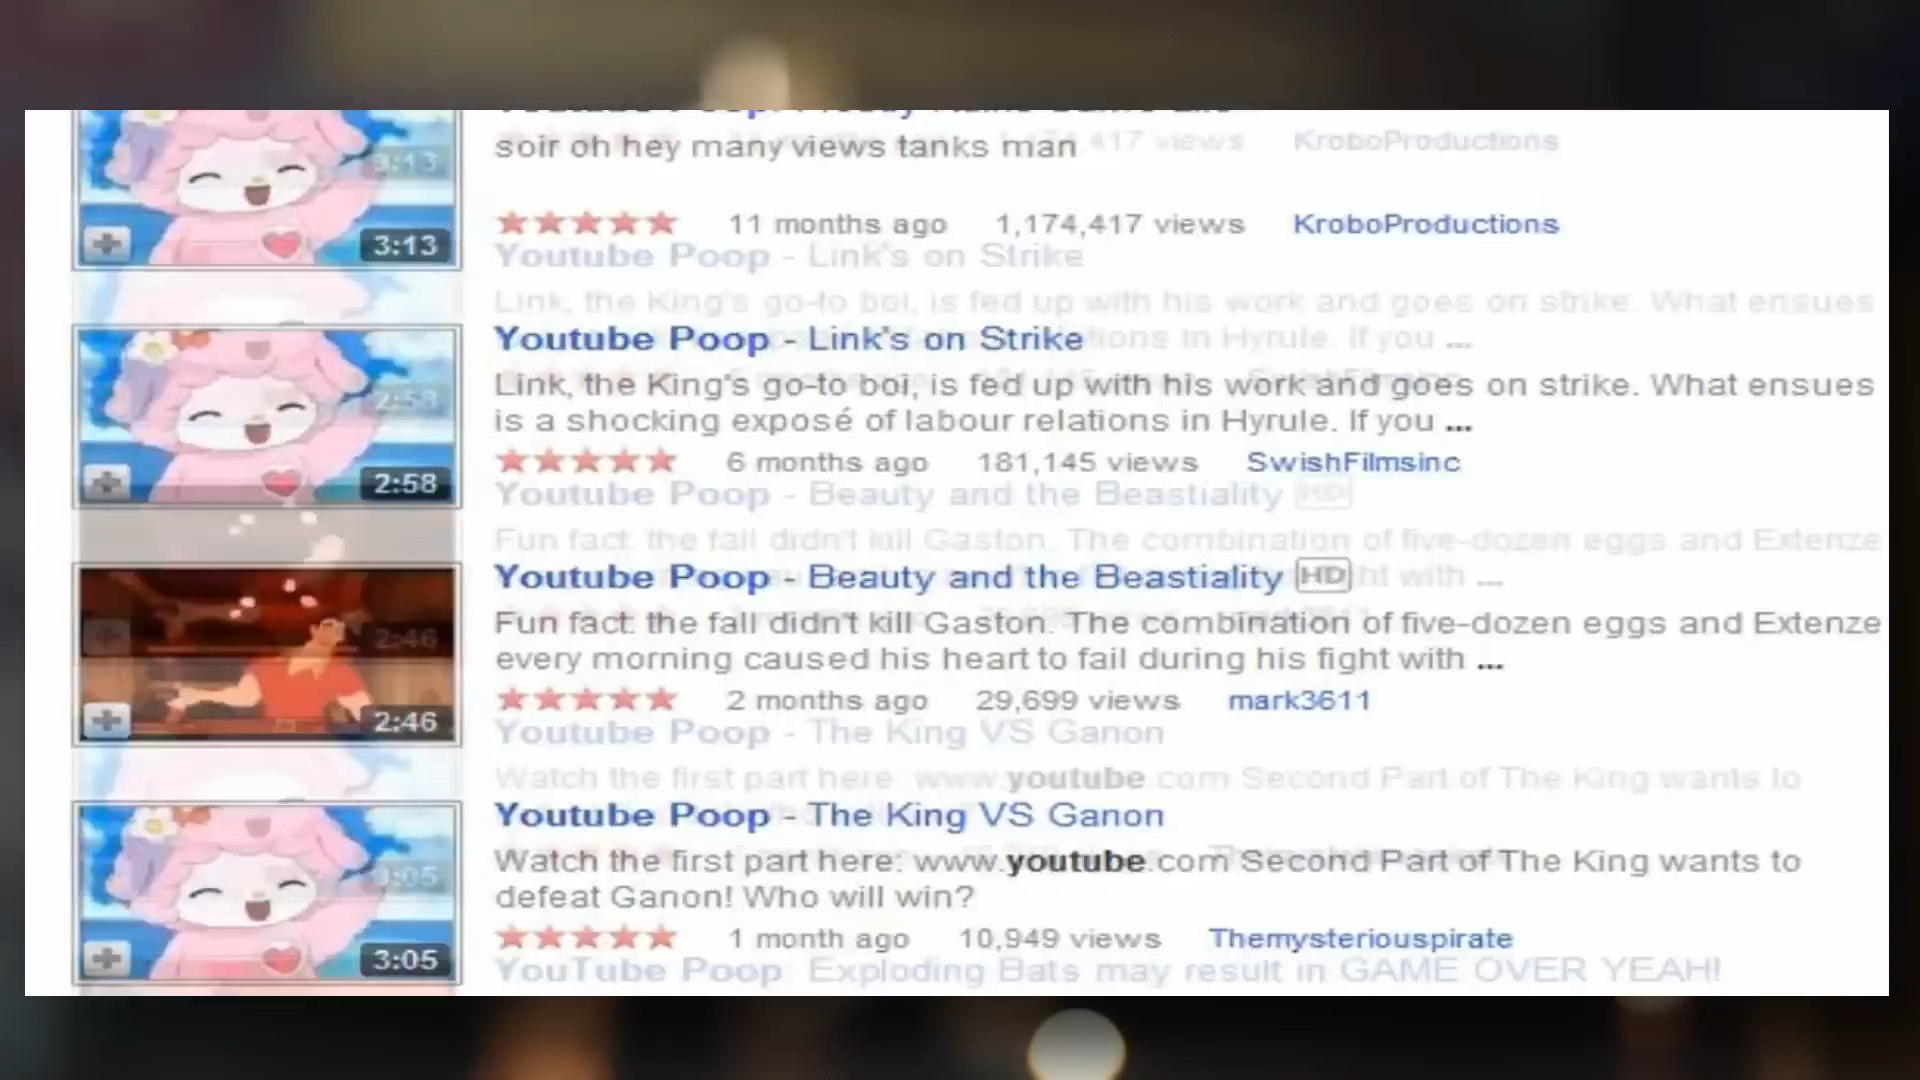 soir oh hey many views tanks man
3:13
11 months ago 1,174,417 views KroboProductions
Youtube Poop - Link's on Strike
Link, the King's go-to boi, is fed up with his work and goes on strike. What ensues
is a shocking exposé of labour relations in Hyrule. If you ...
2:58
6 months ago 181,145 views SwishFilmsinc
Youtube Poop - Beauty and the Beastiality HD
Fun fact: the fall didn't kill Gaston. The combination of five-dozen eggs and Extenze
every morning caused his heart to fail during his fight with ...
2:46
2 months ago 29,699 views mark3611
Youtube Poop - The King VS Ganon
Watch the first part here: www.youtube.com Second Part of The King wants to
defeat Ganon! Who will win?
3:05
1 month ago 10,949 views Themysteriouspirate
YouTube Poop: Exploding Bats may result in GAME OVER YEAH!